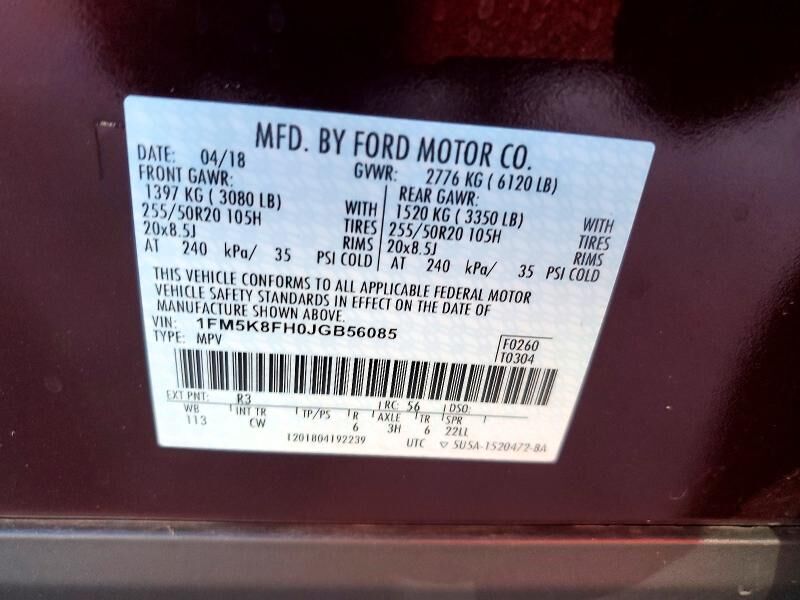 MFD. BY FORD MOTOR CO.
DATE: 04/18 GVWR: 2776 KG ( 6120 LB)
FRONT GAWR: REAR GAWR:
1397 KG ( 3080 LB) WITH 1520 KG ( 3350 LB) WITH
255/50R20 105H TIRES 255/50R20 105H TIRES
20x8.5J RIMS 20x8.5J RIMS
AT 240 kPa/ 35 PSI COLD AT 240 kPa/ 35 PSI COLD
THIS VEHICLE CONFORMS TO ALL APPLICABLE FEDERAL MOTOR
VEHICLE SAFETY STANDARDS IN EFFECT ON THE DATE OF
MANUFACTURE SHOWN ABOVE.
VIN: 1FM5K8FH0JGB56085
TYPE: MPV
F0260
T0304
EXT PNT: R3 RC: 56 DSO:
WB INT TR TP/PS R AXLE TR SPR
113 CW 6 3H 6 22LL
1201804192239 UTC ▽ SU5A-1520472-BA